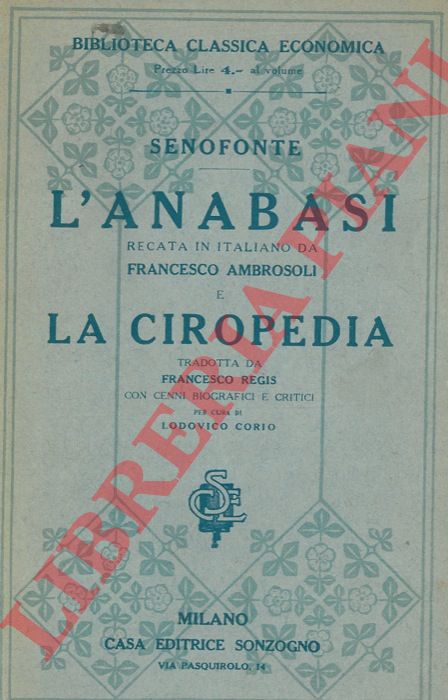 BIBLIOTECA CLASSICA ECONOMICA
Prezzo Lire 4.- al volume
SENOFONTE
L'ANABASI
RECATA IN ITALIANO DA
FRANCESCO AMBROSOLI
E
LA CIROPEDIA
TRADOTTA DA
FRANCESCO REGIS
CON CENNI BIOGRAFICI E CRITICI
PER CURA DI
LODOVICO CORIO
CSE
MILANO
CASA EDITRICE SONZOGNO
VIA PASQUIROLO, 14
LIBRERIA PIANI